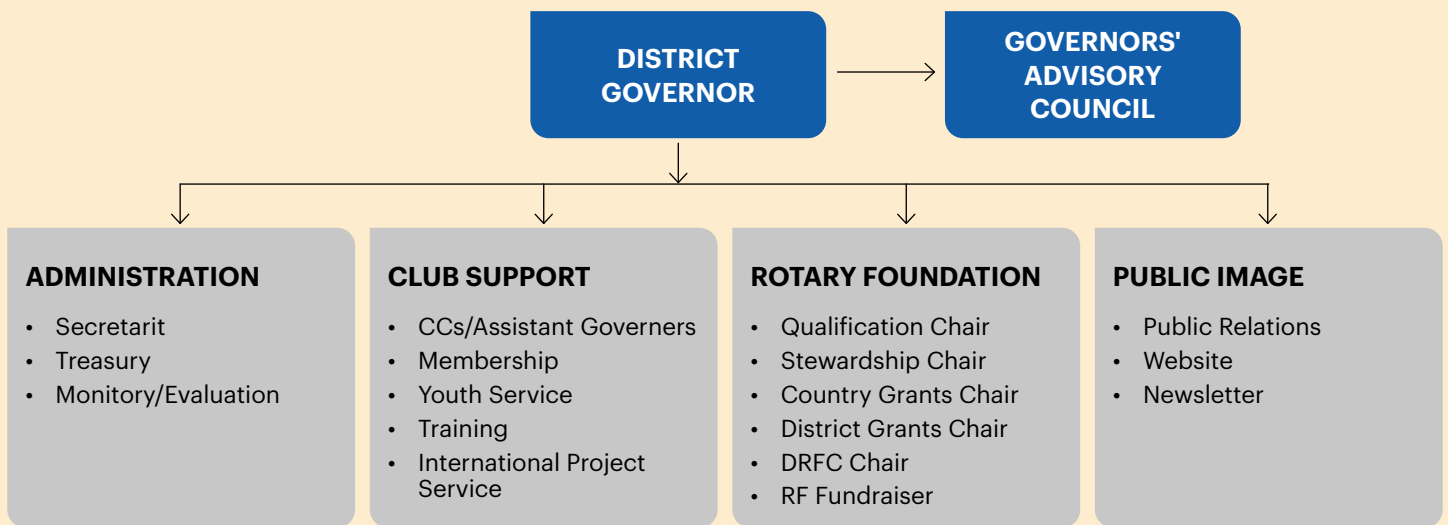 DISTRICT
GOVERNOR
GOVERNORS'
ADVISORY
COUNCIL
ADMINISTRATION
• Secretarit
• Treasury
• Monitory/Evaluation
CLUB SUPPORT
• CCs/Assistant Governers
• Membership
• Youth Service
• Training
• International Project
Service
ROTARY FOUNDATION
• Qualification Chair
• Stewardship Chair
• Country Grants Chair
• District Grants Chair
• DRFC Chair
• RF Fundraiser
PUBLIC IMAGE
• Public Relations
• Website
• Newsletter